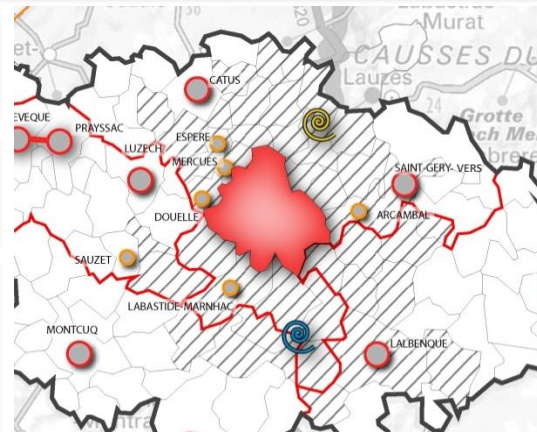 Murat
CAUSSES DU
Lauzès
24
Grotte
CATUS
EVEQUE
PRAYSSAC
ESPERE
LUZECH
MERCUES
SAINT-GERY- VERS
DOUELLE
ARCAMBAL
SAUZET
LABASTIDE-MARNHAC
MONTCUQ
LALBENQUE